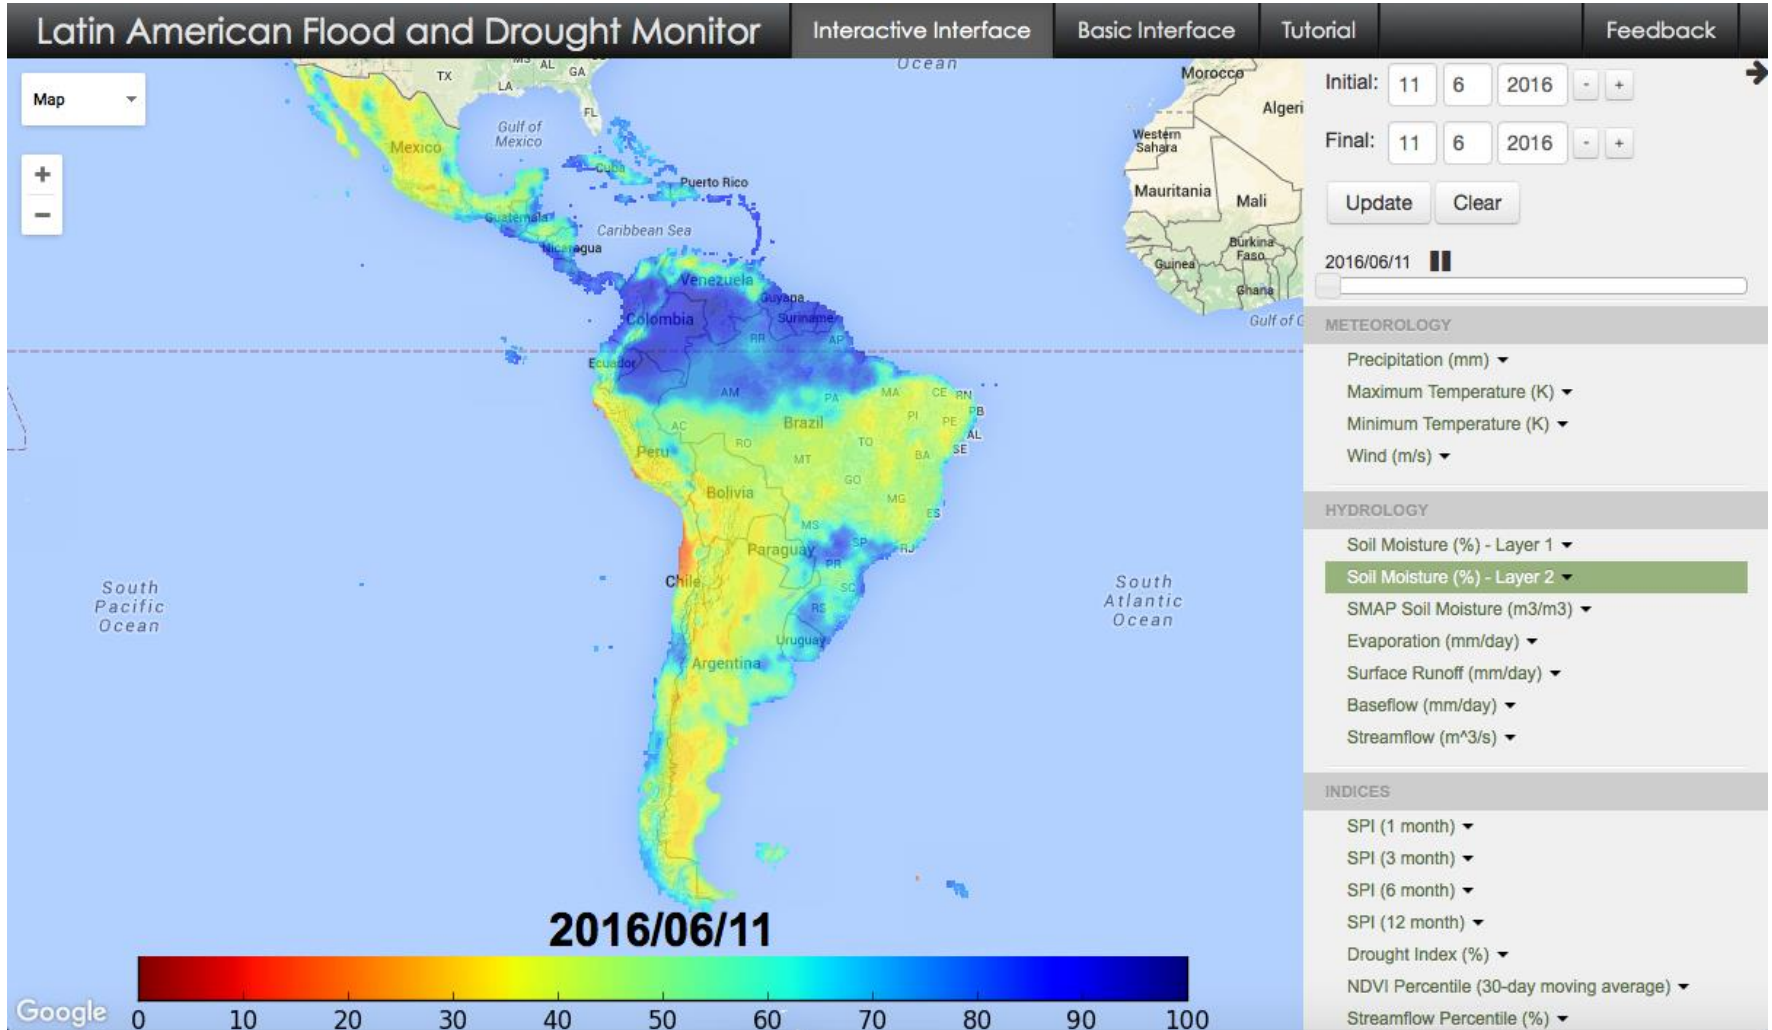 Latin American Flood and Drought Monitor
Interactive Interface
Basic Interface
Tutorial
Feedback
Map
+
−
TX
MS
AL
GA
LA
FL
Gulf of
Mexico
Mexico
Cuba
Puerto Rico
Guatemala
Caribbean Sea
Nicaragua
Ocean
Morocco
Algeri
Western
Sahara
Mauritania
Mali
Burkina
Faso
Guinea
Ghana
Gulf of G
Venezuela
Guyana
Colombia
Suriname
RR
AP
Ecuador
AM
PA
MA
CE
RN
PB
PI
PE
AL
SE
AC
Brazil
RO
TO
BA
Peru
MT
GO
Bolivia
MG
ES
MS
SP
RJ
Paraguay
PR
Chile
SC
RS
Uruguay
Argentina
South
Pacific
Ocean
South
Atlantic
Ocean
2016/06/11
0 10 20 30 40 50 60 70 80 90 100
Google
Initial: 11 6 2016 - +
Final: 11 6 2016 - +
Update Clear
2016/06/11
METEOROLOGY
Precipitation (mm)
Maximum Temperature (K)
Minimum Temperature (K)
Wind (m/s)
HYDROLOGY
Soil Moisture (%) - Layer 1
Soil Moisture (%) - Layer 2
SMAP Soil Moisture (m3/m3)
Evaporation (mm/day)
Surface Runoff (mm/day)
Baseflow (mm/day)
Streamflow (m^3/s)
INDICES
SPI (1 month)
SPI (3 month)
SPI (6 month)
SPI (12 month)
Drought Index (%)
NDVI Percentile (30-day moving average)
Streamflow Percentile (%)